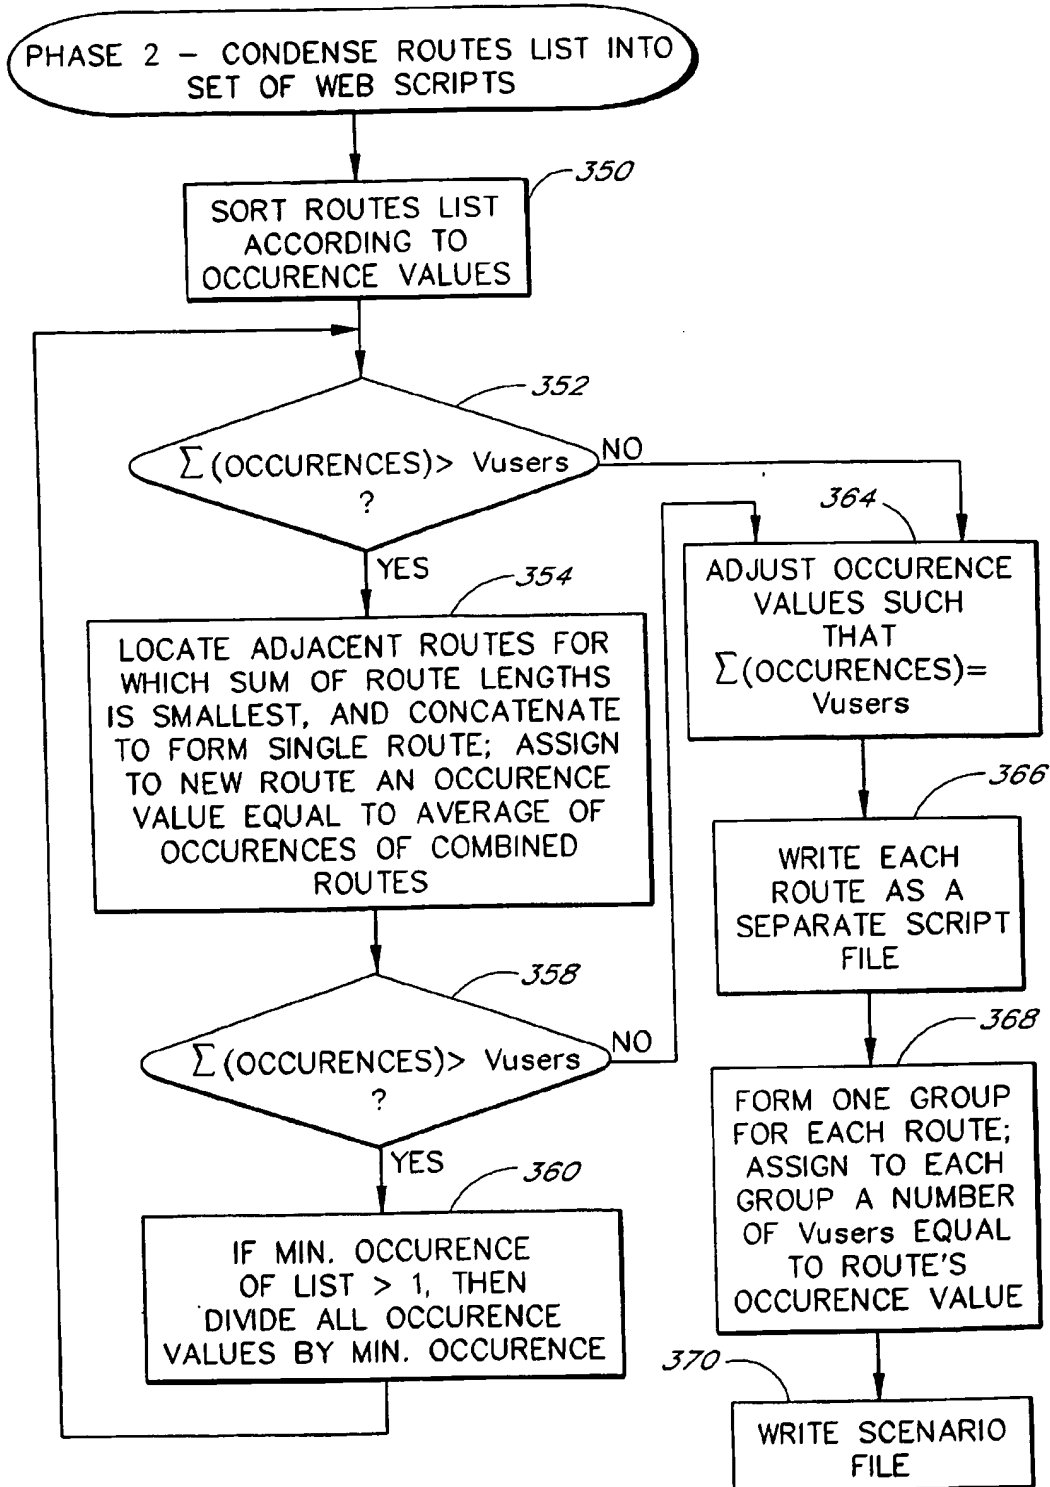 PHASE 2 – CONDENSE ROUTES LIST INTO
SET OF WEB SCRIPTS
350
SORT ROUTES LIST
ACCORDING TO
OCCURENCE VALUES
352
Σ(OCCURENCES)> Vusers
?
NO
YES
354
LOCATE ADJACENT ROUTES FOR
WHICH SUM OF ROUTE LENGTHS
IS SMALLEST, AND CONCATENATE
TO FORM SINGLE ROUTE; ASSIGN
TO NEW ROUTE AN OCCURENCE
VALUE EQUAL TO AVERAGE OF
OCCURENCES OF COMBINED
ROUTES
358
Σ(OCCURENCES)> Vusers
?
NO
YES
360
IF MIN. OCCURENCE
OF LIST > 1, THEN
DIVIDE ALL OCCURENCE
VALUES BY MIN. OCCURENCE
364
ADJUST OCCURENCE
VALUES SUCH
THAT
Σ(OCCURENCES)=
Vusers
366
WRITE EACH
ROUTE AS A
SEPARATE SCRIPT
FILE
368
FORM ONE GROUP
FOR EACH ROUTE;
ASSIGN TO EACH
GROUP A NUMBER
OF Vusers EQUAL
TO ROUTE'S
OCCURENCE VALUE
370
WRITE SCENARIO
FILE